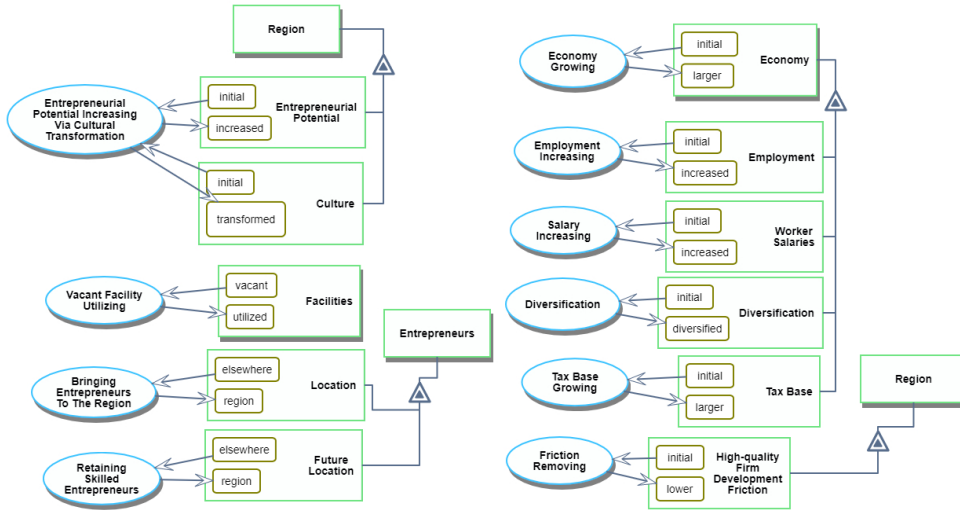 Region
Entrepreneurial
Potential Increasing
Via Cultural
Transformation
initial
increased
Entrepreneurial
Potential
initial
transformed
Culture
Vacant Facility
Utilizing
vacant
utilized
Facilities
Entrepreneurs
Bringing
Entrepreneurs
To The Region
elsewhere
region
Location
Retaining
Skilled
Entrepreneurs
elsewhere
region
Future
Location
Economy
Growing
initial
larger
Economy
Employment
Increasing
initial
increased
Employment
Salary
Increasing
initial
increased
Worker
Salaries
Diversification
initial
diversified
Diversification
Tax Base
Growing
initial
larger
Tax Base
Region
Friction
Removing
initial
lower
High-quality
Firm
Development
Friction